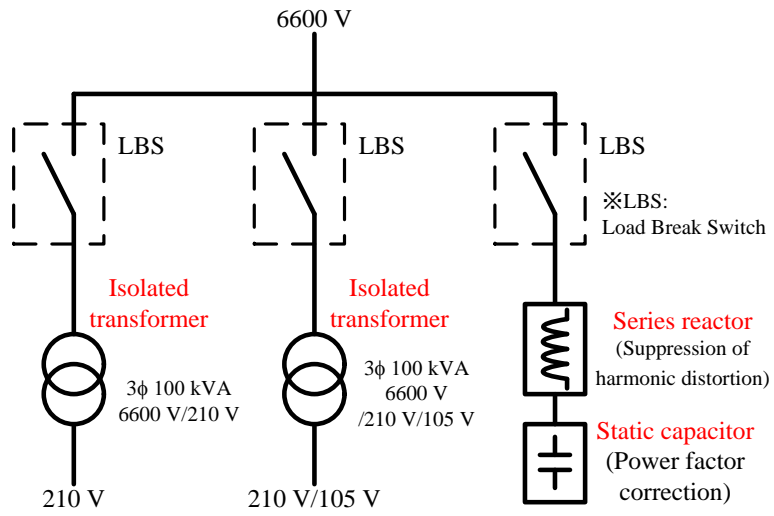 6600 V
LBS
LBS
LBS
※LBS:
Load Break Switch
Isolated
transformer
3ϕ 100 kVA
6600 V/210 V
210 V
Isolated
transformer
3ϕ 100 kVA
6600 V
/210 V/105 V
210 V/105 V
Series reactor
(Suppression of
harmonic distortion)
Static capacitor
(Power factor
correction)